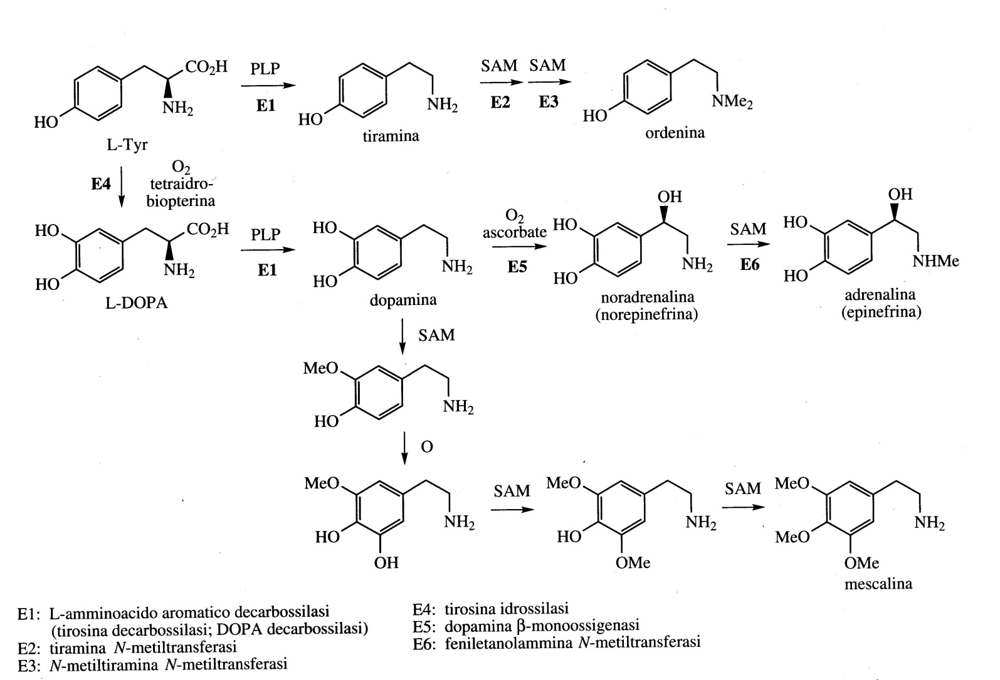 CO2H
PLP
SAM SAM
E1
E2 E3
NH2
NH2
NMe2
HO
HO
HO
L-Tyr
tiramina
ordenina
E4
O2
tetraidro-
biopterina
OH
OH
HO
CO2H
PLP
HO
O2
ascorbate
HO
SAM
HO
HO
NH2
E1
HO
NH2
E5
HO
NH2
E6
HO
NHMe
L-DOPA
dopamina
noradrenalina
(norepinefrina)
adrenalina
(epinefrina)
SAM
MeO
HO
NH2
O
MeO
HO
NH2
OH
SAM
MeO
HO
NH2
OMe
SAM
MeO
MeO
NH2
OMe
mescalina
E1: L-amminoacido aromatico decarbossilasi
(tirosina decarbossilasi; DOPA decarbossilasi)
E2: tiramina N-metiltransferasi
E3: N-metiltiramina N-metiltransferasi
E4: tirosina idrossilasi
E5: dopamina β-monoossigenasi
E6: feniletanolammina N-metiltransferasi